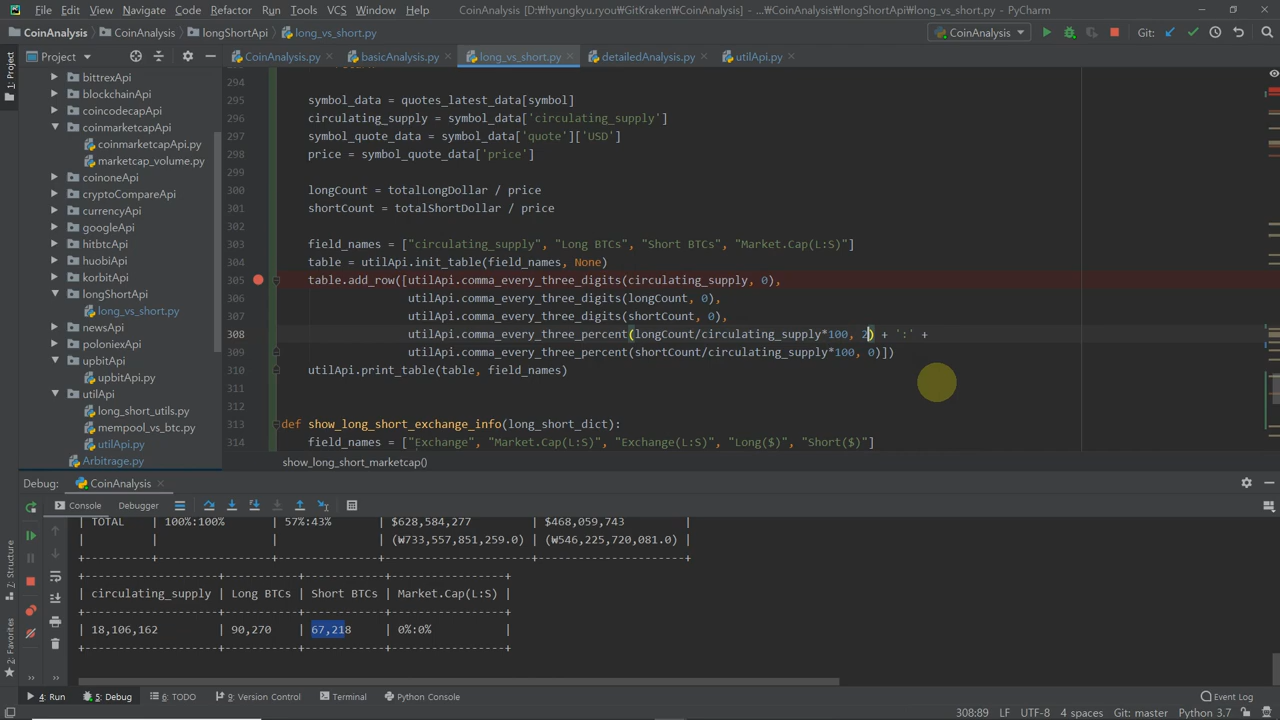 File Edit View Navigate Code Refactor Run Tools VCS Window Help CoinAnalysis [D:₩hyungkyu.ryou₩GitKraken₩CoinAnalysis] - ...₩CoinAnalysis₩longShortApi₩long_vs_short.py - PyCharm
CoinAnalysis CoinAnalysis longShortApi long_vs_short.py CoinAnalysis Git:
Project CoinAnalysis.py basicAnalysis.py long_vs_short.py detailedAnalysis.py utilApi.py
1: Project
bittrexApi
blockchainApi
coincodecapApi
coinmarketcapApi
coinmarketcapApi.py
marketcap_volume.py
coinoneApi
cryptoCompareApi
currencyApi
googleApi
hitbtcApi
huobiApi
korbitApi
longShortApi
long_vs_short.py
newsApi
poloniexApi
upbitApi
upbitApi.py
utilApi
long_short_utils.py
mempool_vs_btc.py
utilApi.py
Arbitrage.py
294
295 symbol_data = quotes_latest_data[symbol]
296 circulating_supply = symbol_data['circulating_supply']
297 symbol_quote_data = symbol_data['quote']['USD']
298 price = symbol_quote_data['price']
299
300 longCount = totalLongDollar / price
301 shortCount = totalShortDollar / price
302
303 field_names = ["circulating_supply", "Long BTCs", "Short BTCs", "Market.Cap(L:S)"]
304 table = utilApi.init_table(field_names, None)
305 table.add_row([utilApi.comma_every_three_digits(circulating_supply, 0),
306 utilApi.comma_every_three_digits(longCount, 0),
307 utilApi.comma_every_three_digits(shortCount, 0),
308 utilApi.comma_every_three_percent(longCount/circulating_supply*100, 2) + ':' +
309 utilApi.comma_every_three_percent(shortCount/circulating_supply*100, 0)])
310 utilApi.print_table(table, field_names)
311
312
313 def show_long_short_exchange_info(long_short_dict):
314 field_names = ["Exchange", "Market.Cap(L:S)", "Exchange(L:S)", "Long($)", "Short($)"]
show_long_short_marketcap()
Debug: CoinAnalysis
Console Debugger
| TOTAL | 100%:100% | 57%:43% | $628,584,277 | $468,059,743 |
| | | | (₩733,557,851,259.0) | (₩546,225,720,081.0) |
+----------+---------------+---------------+----------------------+----------------------+
+--------------------+-----------+------------+-----------------+
| circulating_supply | Long BTCs | Short BTCs | Market.Cap(L:S) |
+--------------------+-----------+------------+-----------------+
| 18,106,162 | 90,270 | 67,218 | 0%:0% |
+--------------------+-----------+------------+-----------------+
7: Structure
2: Favorites
4: Run 5: Debug 6: TODO 9: Version Control Terminal Python Console Event Log
308:89 LF UTF-8 4 spaces Git: master Python 3.7